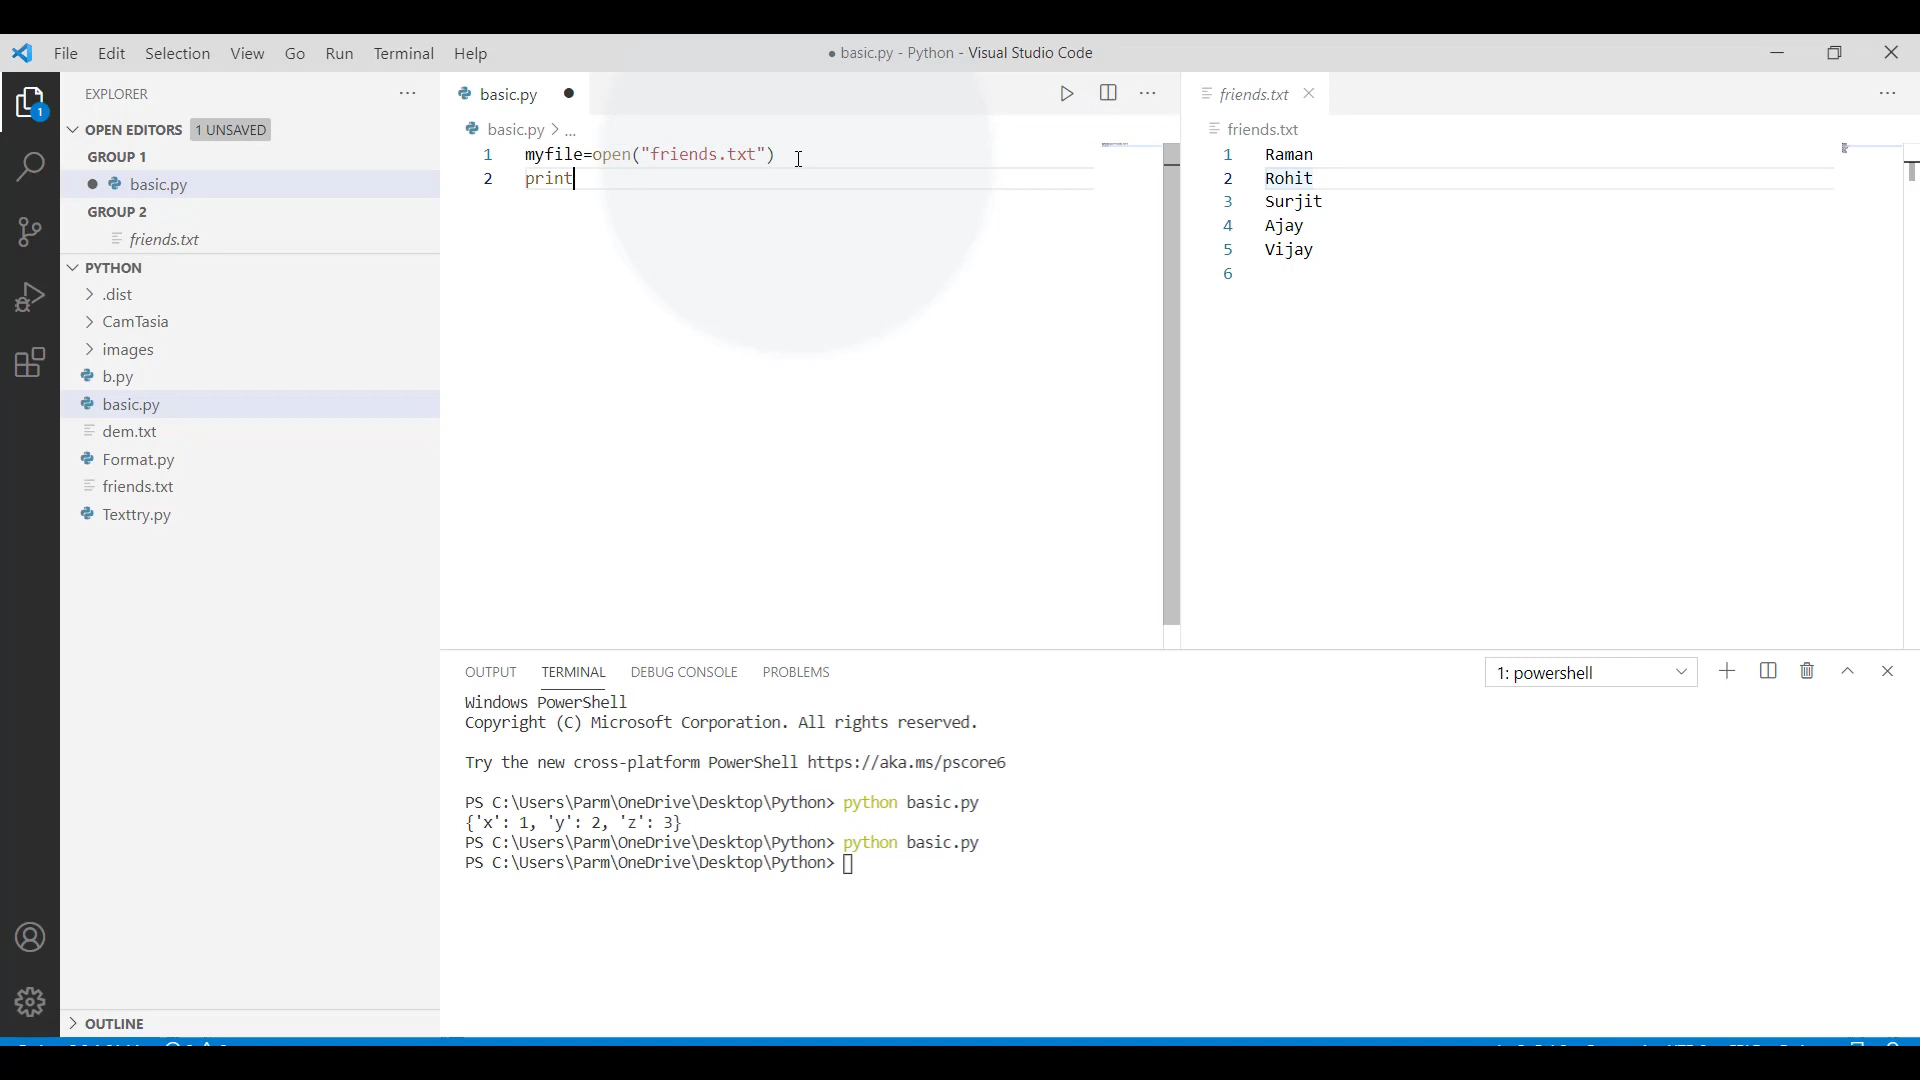 File Edit Selection View Go Run Terminal Help
● basic.py - Python - Visual Studio Code
EXPLORER
1
OPEN EDITORS 1 UNSAVED
GROUP 1
basic.py
GROUP 2
friends.txt
PYTHON
.dist
CamTasia
images
b.py
basic.py
dem.txt
Format.py
friends.txt
Texttry.py
OUTLINE
basic.py
basic.py > ...
1 myfile=open("friends.txt")
2 print
friends.txt
friends.txt
1 Raman
2 Rohit
3 Surjit
4 Ajay
5 Vijay
6
OUTPUT TERMINAL DEBUG CONSOLE PROBLEMS
1: powershell
Windows PowerShell
Copyright (C) Microsoft Corporation. All rights reserved.
Try the new cross-platform PowerShell https://aka.ms/pscore6
PS C:\Users\Parm\OneDrive\Desktop\Python> python basic.py
{'x': 1, 'y': 2, 'z': 3}
PS C:\Users\Parm\OneDrive\Desktop\Python> python basic.py
PS C:\Users\Parm\OneDrive\Desktop\Python>